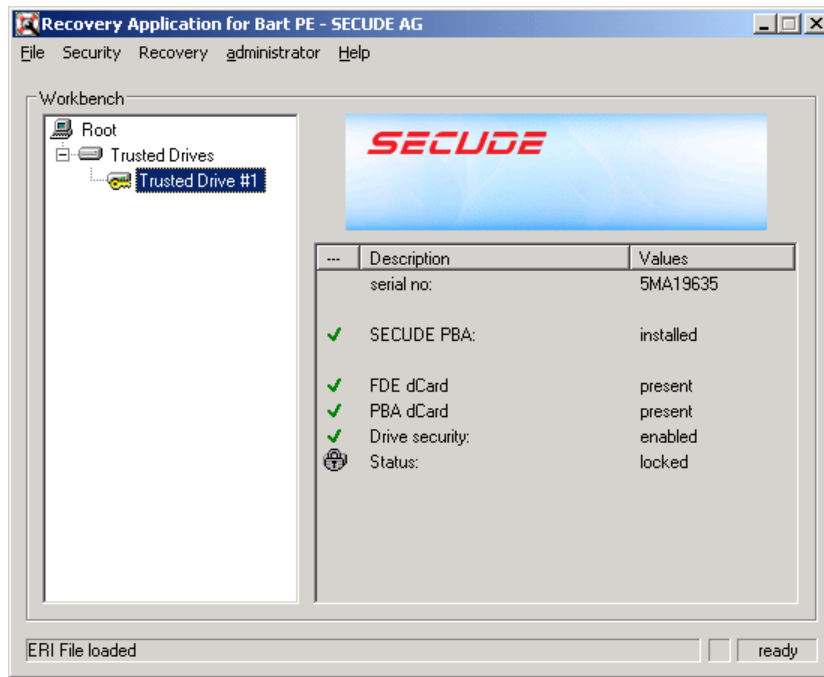 Recovery Application for Bart PE - SECUDE AG
File Security Recovery administrator Help
Workbench
Root
Trusted Drives
Trusted Drive #1
SECUDE
--- Description Values
serial no: 5MA19635
SECUDE PBA: installed
FDE dCard present
PBA dCard present
Drive security: enabled
Status: locked
ERI File loaded ready